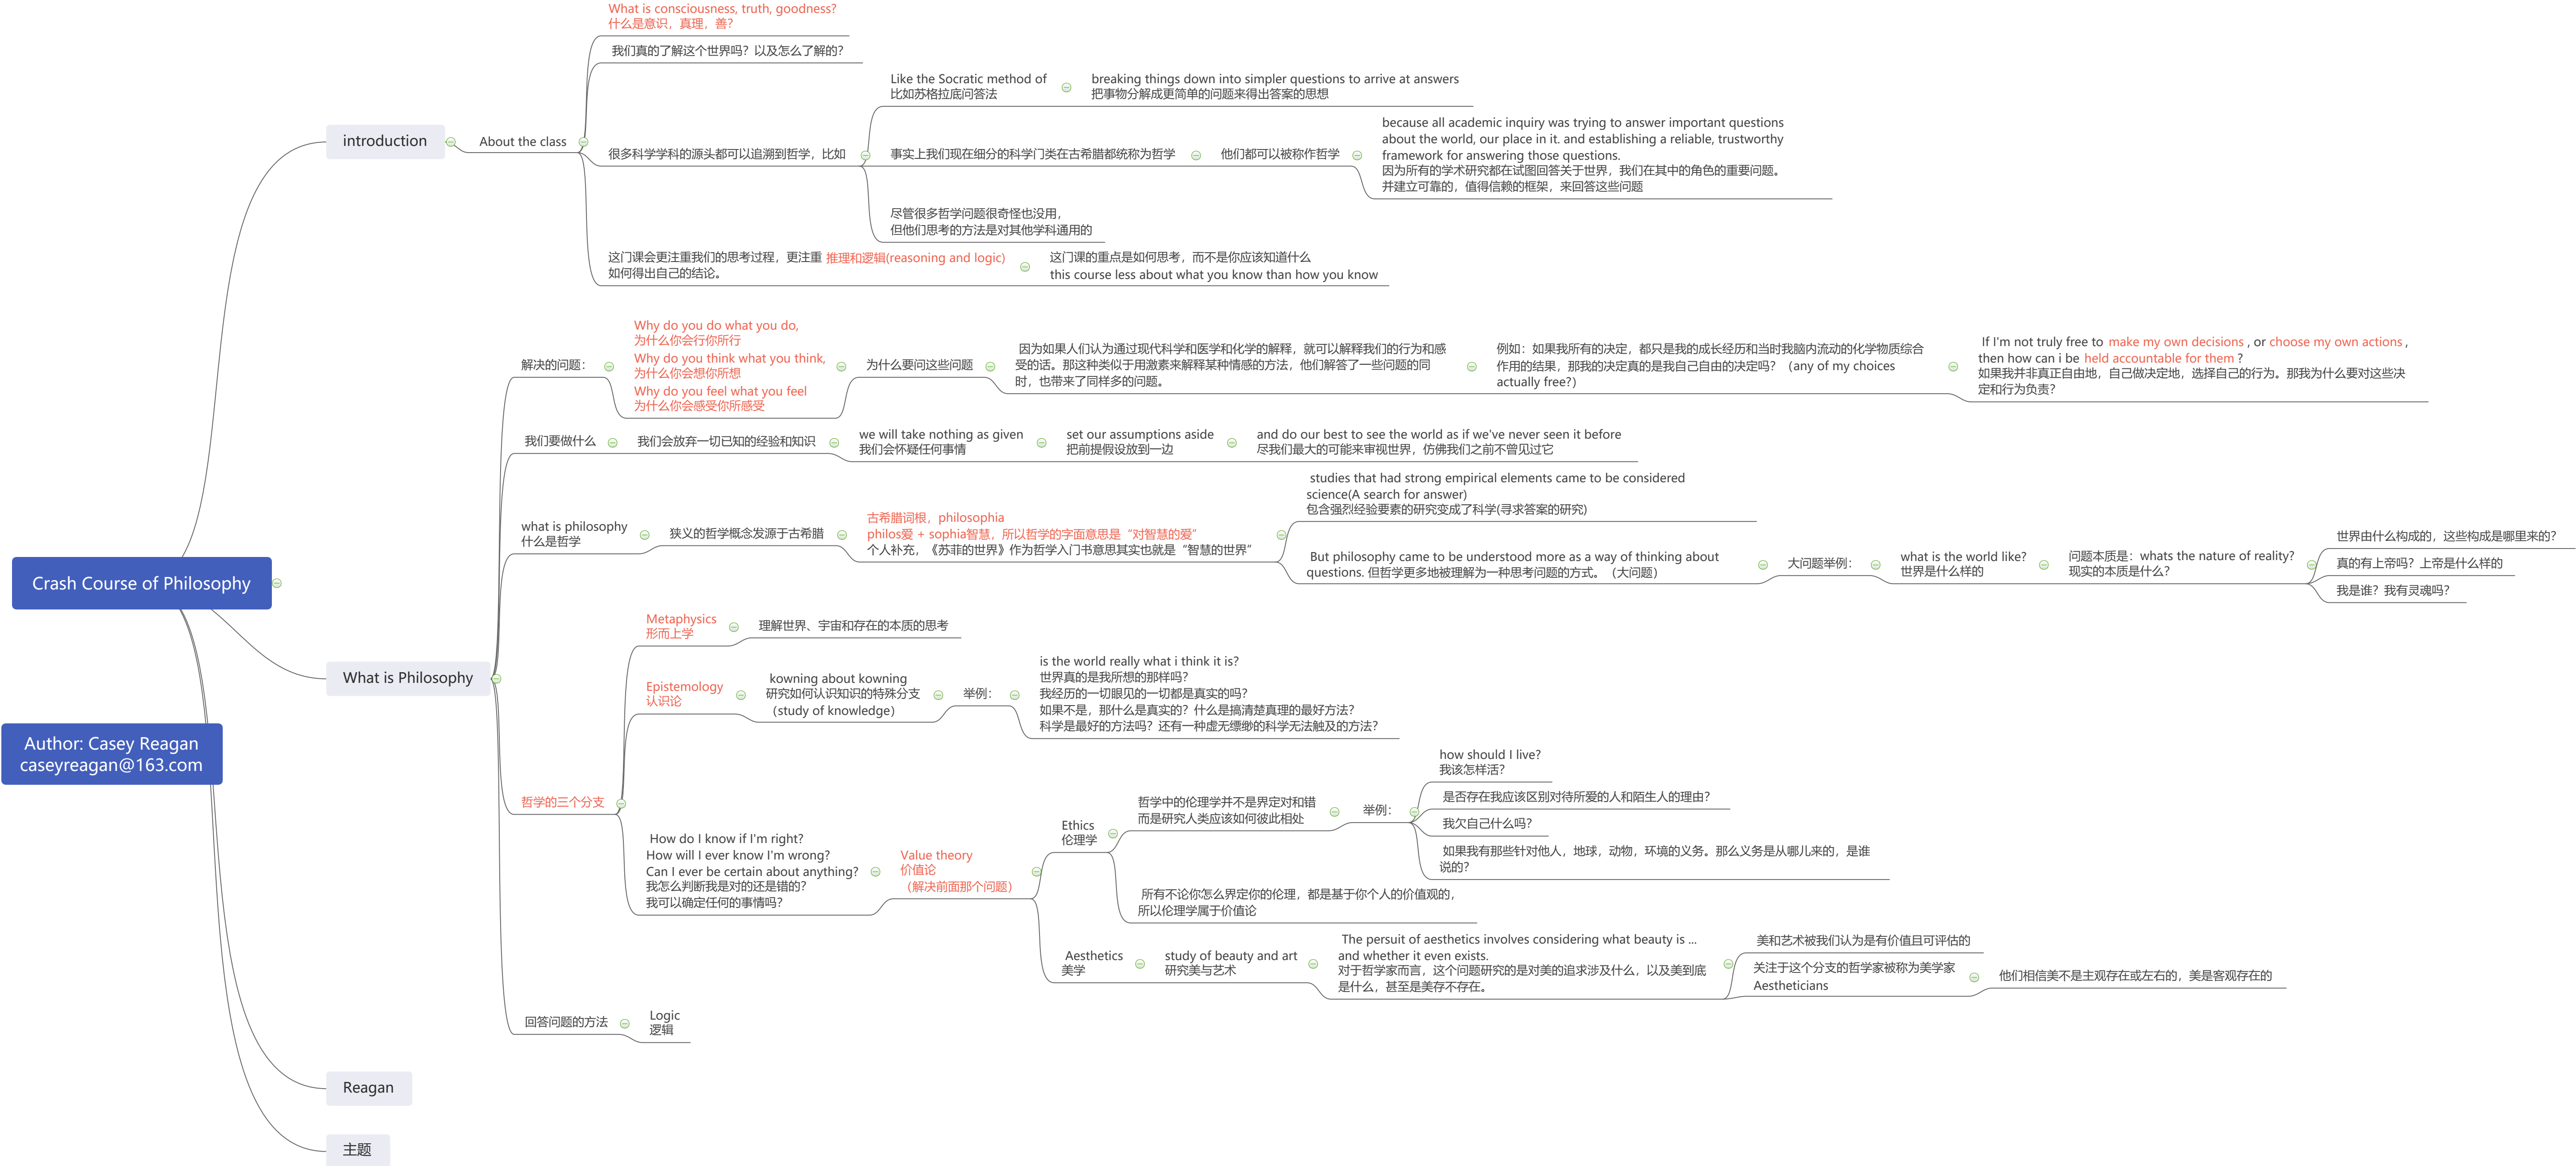 Crash Course of Philosophy
Author: Casey Reagan
caseyreagan@163.com
introduction
About the class
What is consciousness, truth, goodness?
什么是意识，真理，善？
我们真的了解这个世界吗？以及怎么了解的？
很多科学学科的源头都可以追溯到哲学，比如
Like the Socratic method of
比如苏格拉底问答法
breaking things down into simpler questions to arrive at answers
把事物分解成更简单的问题来得出答案的思想
事实上我们现在细分的科学门类在古希腊都统称为哲学
他们都可以被称作哲学
because all academic inquiry was trying to answer important questions
about the world, our place in it. and establishing a reliable, trustworthy
framework for answering those questions.
因为所有的学术研究都在试图回答关于世界，我们在其中的角色的重要问题。
并建立可靠的，值得信赖的框架，来回答这些问题
尽管很多哲学问题很奇怪也没用，
但他们思考的方法是对其他学科通用的
这门课会更注重我们的思考过程，更注重 推理和逻辑(reasoning and logic)
如何得出自己的结论。
这门课的重点是如何思考，而不是你应该知道什么
this course less about what you know than how you know
What is Philosophy
解决的问题：
Why do you do what you do,
为什么你会行你所行
Why do you think what you think,
为什么你会想你所想
Why do you feel what you feel
为什么你会感受你所感受
为什么要问这些问题
因为如果人们认为通过现代科学和医学和化学的解释，就可以解释我们的行为和感
受的话。那这种类似于用激素来解释某种情感的方法，他们解答了一些问题的同
时，也带来了同样多的问题。
例如：如果我所有的决定，都只是我的成长经历和当时我脑内流动的化学物质综合
作用的结果，那我的决定真的是我自己自由的决定吗？（any of my choices
actually free?）
If I'm not truly free to make my own decisions , or choose my own actions ,
then how can i be held accountable for them ?
如果我并非真正自由地，自己做决定地，选择自己的行为。那我为什么要对这些决
定和行为负责？
我们要做什么
我们会放弃一切已知的经验和知识
we will take nothing as given
我们会怀疑任何事情
set our assumptions aside
把前提假设放到一边
and do our best to see the world as if we've never seen it before
尽我们最大的可能来审视世界，仿佛我们之前不曾见过它
what is philosophy
什么是哲学
狭义的哲学概念发源于古希腊
古希腊词根，philosophia
philos爱 + sophia智慧，所以哲学的字面意思是“对智慧的爱”
个人补充，《苏菲的世界》作为哲学入门书意思其实也就是“智慧的世界”
studies that had strong empirical elements came to be considered
science(A search for answer)
包含强烈经验要素的研究变成了科学(寻求答案的研究)
But philosophy came to be understood more as a way of thinking about
questions. 但哲学更多地被理解为一种思考问题的方式。（大问题）
大问题举例：
what is the world like?
世界是什么样的
问题本质是：whats the nature of reality?
现实的本质是什么？
世界由什么构成的，这些构成是哪里来的？
真的有上帝吗？上帝是什么样的
我是谁？我有灵魂吗？
哲学的三个分支
Metaphysics
形而上学
理解世界、宇宙和存在的本质的思考
Epistemology
认识论
kowning about kowning
研究如何认识知识的特殊分支
（study of knowledge）
举例：
is the world really what i think it is?
世界真的是我所想的那样吗？
我经历的一切眼见的一切都是真实的吗？
如果不是，那什么是真实的？什么是搞清楚真理的最好方法？
科学是最好的方法吗？还有一种虚无缥缈的科学无法触及的方法？
How do I know if I'm right?
How will I ever know I'm wrong?
Can I ever be certain about anything?
我怎么判断我是对的还是错的？
我可以确定任何的事情吗？
Value theory
价值论
（解决前面那个问题）
Ethics
伦理学
哲学中的伦理学并不是界定对和错
而是研究人类应该如何彼此相处
举例：
how should I live?
我该怎样活？
是否存在我应该区别对待所爱的人和陌生人的理由？
我欠自己什么吗？
如果我有那些针对他人，地球，动物，环境的义务。那么义务是从哪儿来的，是谁
说的？
所有不论你怎么界定你的伦理，都是基于你个人的价值观的，
所以伦理学属于价值论
Aesthetics
美学
study of beauty and art
研究美与艺术
The persuit of aesthetics involves considering what beauty is ...
and whether it even exists.
对于哲学家而言，这个问题研究的是对美的追求涉及什么，以及美到底
是什么，甚至是美存不存在。
美和艺术被我们认为是有价值且可评估的
关注于这个分支的哲学家被称为美学家
Aestheticians
他们相信美不是主观存在或左右的，美是客观存在的
回答问题的方法
Logic
逻辑
Reagan
主题